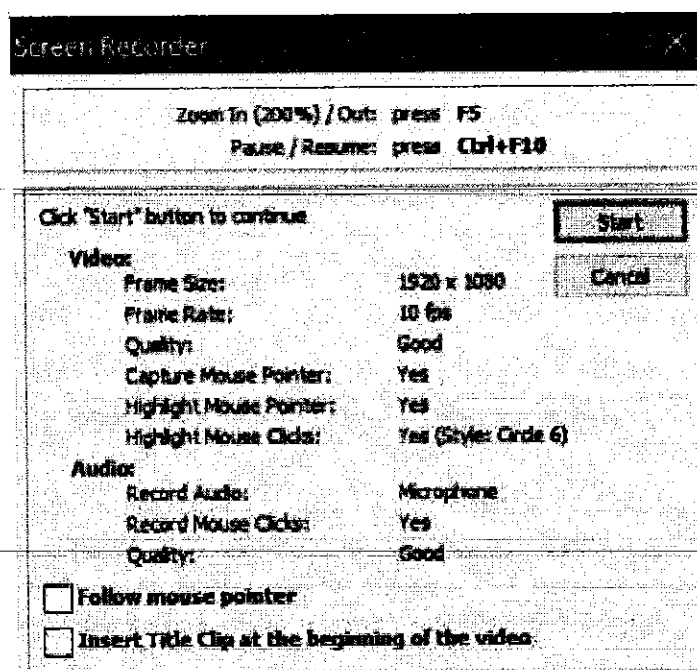 Screen Recorder
Zoom In (200%) / Out: press F5
Pause / Resume: press Ctrl+F10
Click "Start" button to continue
Start
Cancel
Video:
Frame Size: 1920 x 1080
Frame Rate: 10 fps
Quality: Good
Capture Mouse Pointer: Yes
Highlight Mouse Pointer: Yes
Highlight Mouse Clicks: Yes (Style: Circle 6)
Audio:
Record Audio: Microphone
Record Mouse Clicks: Yes
Quality: Good
Follow mouse pointer
Insert Title Clip at the beginning of the video